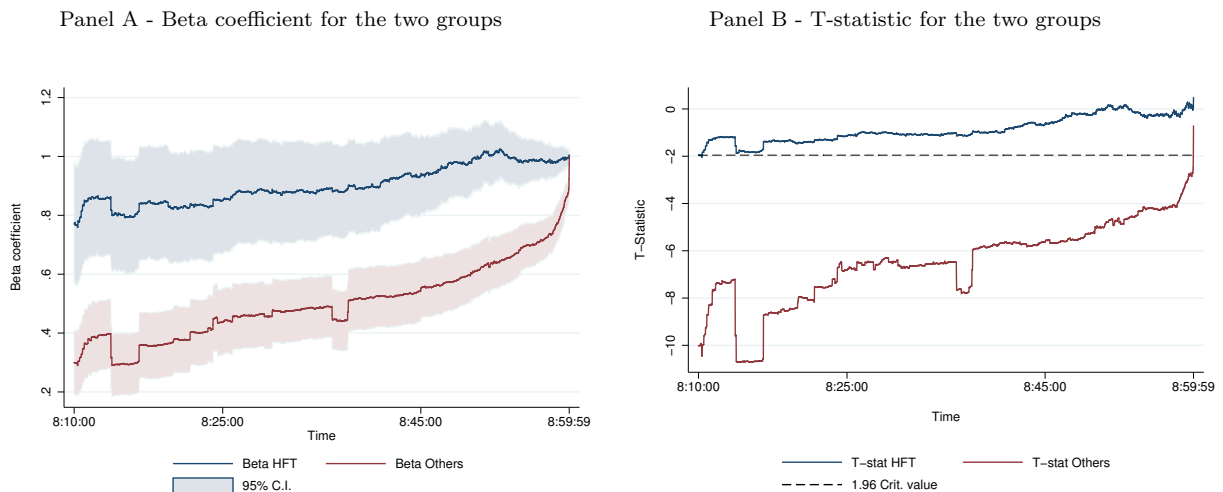 Panel A - Beta coefficient for the two groups
Beta coefficient
1.2
1
.8
.6
.4
.2
8:10:00 8:25:00 8:45:00 8:59:59
Time
Beta HFT Beta Others
95% C.I.
Panel B - T-statistic for the two groups
T−Statistic
0
−2
−4
−6
−8
−10
8:10:00 8:25:00 8:45:00 8:59:59
Time
T−stat HFT T−stat Others
1.96 Crit. value